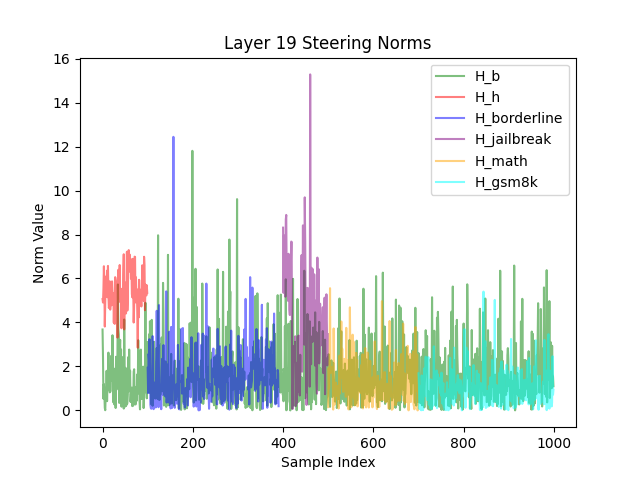 Layer 19 Steering Norms
16
14
12
10
8
6
4
2
0
Norm Value
0
200
400
600
800
1000
Sample Index
H_b
H_h
H_borderline
H_jailbreak
H_math
H_gsm8k